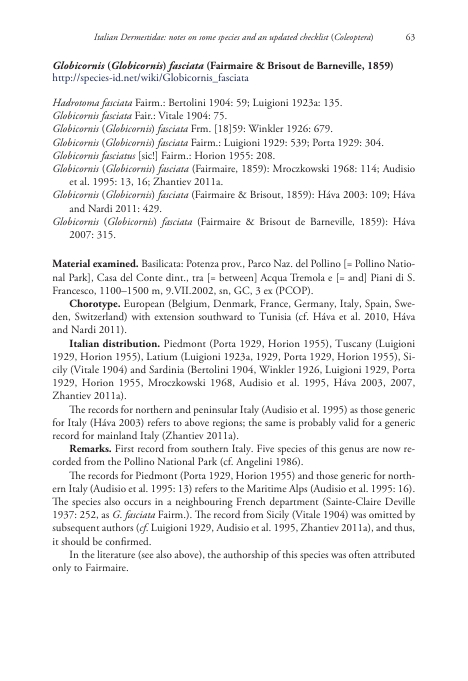 Italian Dermestidae: notes on some species and an updated checklist (Coleoptera) 63
Globicornis (Globicornis) fasciata (Fairmaire & Brisout de Barneville, 1859)
http://species-id.net/wiki/Globicornis_fasciata
Hadrotoma fasciata Fairm.: Bertolini 1904: 59; Luigioni 1923a: 135.
Globicornis fasciata Fair.: Vitale 1904: 75.
Globicornis (Globicornis) fasciata Frm. [18]59: Winkler 1926: 679.
Globicornis (Globicornis) fasciata Fairm.: Luigioni 1929: 539; Porta 1929: 304.
Globicornis fasciatus [sic!] Fairm.: Horion 1955: 208.
Globicornis (Globicornis) fasciata (Fairmaire, 1859): Mroczkowski 1968: 114; Audisio
et al. 1995: 13, 16; Zhantiev 2011a.
Globicornis (Globicornis) fasciata (Fairmaire & Brisout, 1859): Háva 2003: 109; Háva
and Nardi 2011: 429.
Globicornis (Globicornis) fasciata (Fairmaire & Brisout de Barneville, 1859): Háva
2007: 315.
Material examined. Basilicata: Potenza prov., Parco Naz. del Pollino [= Pollino Natio-
nal Park], Casa del Conte dint., tra [= between] Acqua Tremola e [= and] Piani di S.
Francesco, 1100–1500 m, 9.VII.2002, sn, GC, 3 ex (PCOP).
Chorotype. European (Belgium, Denmark, France, Germany, Italy, Spain, Swe-
den, Switzerland) with extension southward to Tunisia (cf. Háva et al. 2010, Háva
and Nardi 2011).
Italian distribution. Piedmont (Porta 1929, Horion 1955), Tuscany (Luigioni
1929, Horion 1955), Latium (Luigioni 1923a, 1929, Porta 1929, Horion 1955), Si-
cily (Vitale 1904) and Sardinia (Bertolini 1904, Winkler 1926, Luigioni 1929, Porta
1929, Horion 1955, Mroczkowski 1968, Audisio et al. 1995, Háva 2003, 2007,
Zhantiev 2011a).
The records for northern and peninsular Italy (Audisio et al. 1995) as those generic
for Italy (Háva 2003) refers to above regions; the same is probably valid for a generic
record for mainland Italy (Zhantiev 2011a).
Remarks. First record from southern Italy. Five species of this genus are now re-
corded from the Pollino National Park (cf. Angelini 1986).
The records for Piedmont (Porta 1929, Horion 1955) and those generic for north-
ern Italy (Audisio et al. 1995: 13) refers to the Maritime Alps (Audisio et al. 1995: 16).
The species also occurs in a neighbouring French department (Sainte-Claire Deville
1937: 252, as G. fasciata Fairm.). The record from Sicily (Vitale 1904) was omitted by
subsequent authors (cf. Luigioni 1929, Audisio et al. 1995, Zhantiev 2011a), and thus,
it should be confirmed.
In the literature (see also above), the authorship of this species was often attributed
only to Fairmaire.